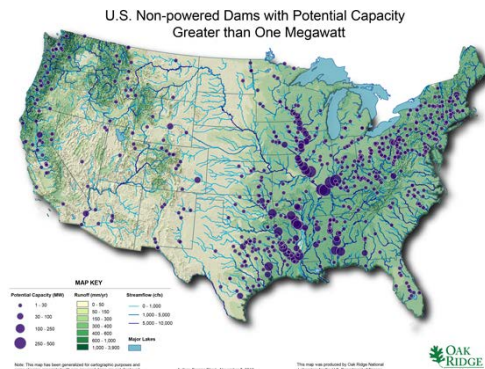 U.S. Non-powered Dams with Potential Capacity
Greater than One Megawatt
MAP KEY
Potential Capacity (MW)
1 - 30
30 - 100
100 - 250
250 - 500
Runoff (mm/yr)
0 - 50
50 - 150
150 - 300
300 - 400
400 - 600
600 - 1,000
1,000 - 3,900
Streamflow (cfs)
0 - 1,000
1,000 - 5,000
5,000 - 10,000
Major Lakes
Note: This map has been generalized for cartographic purposes and
This map was produced by Oak Ridge National
OAK
RIDGE